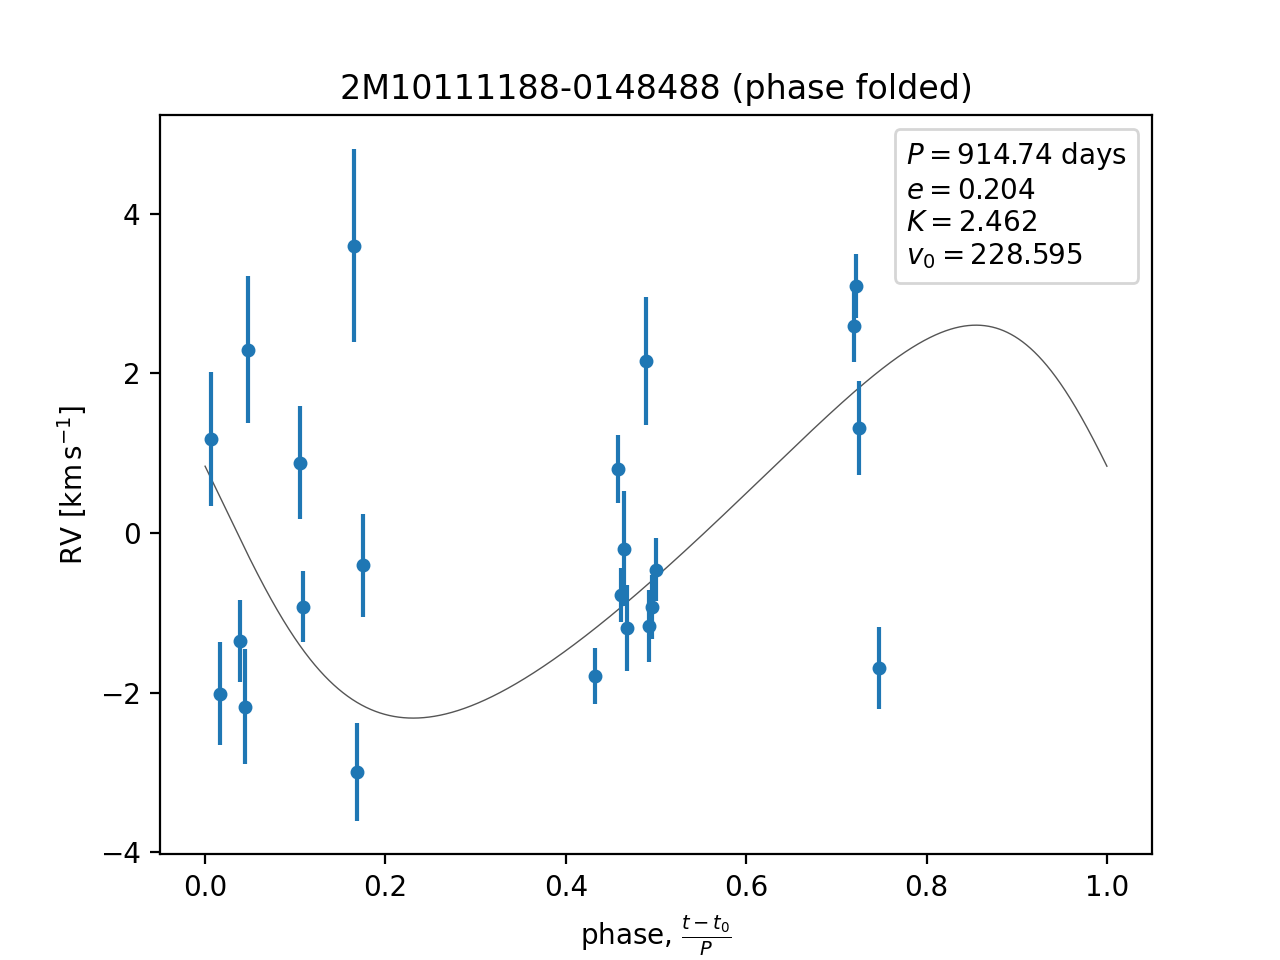 2M10111188-0148488 (phase folded)
P = 914.74 days
e = 0.204
K = 2.462
v₀ = 228.595
RV [km s⁻¹]
4
2
0
−2
−4
0.0 0.2 0.4 0.6 0.8 1.0
phase, (t − t₀)/P